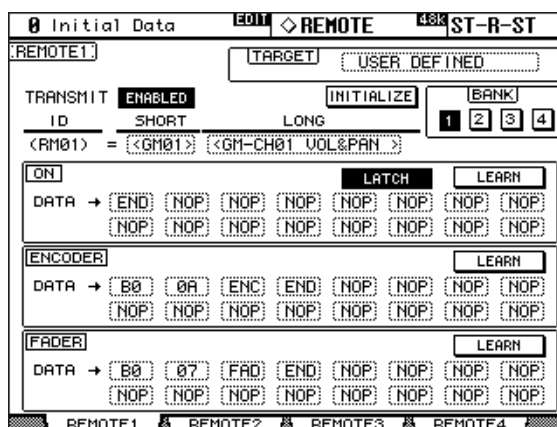 0 Initial Data EDIT ◇REMOTE 48K ST-R-ST
REMOTE1 TARGET USER DEFINED
TRANSMIT ENABLED INITIALIZE BANK
ID SHORT LONG 1 2 3 4
(RM01) = <GM01> <GM-CH01 VOL&PAN >
ON LATCH LEARN
DATA → END NOP NOP NOP NOP NOP NOP NOP
NOP NOP NOP NOP NOP NOP NOP NOP
ENCODER LEARN
DATA → B0 0A ENC END NOP NOP NOP NOP
NOP NOP NOP NOP NOP NOP NOP NOP
FADER LEARN
DATA → B0 07 FAD END NOP NOP NOP NOP
NOP NOP NOP NOP NOP NOP NOP NOP
REMOTE1 REMOTE2 REMOTE3 REMOTE4